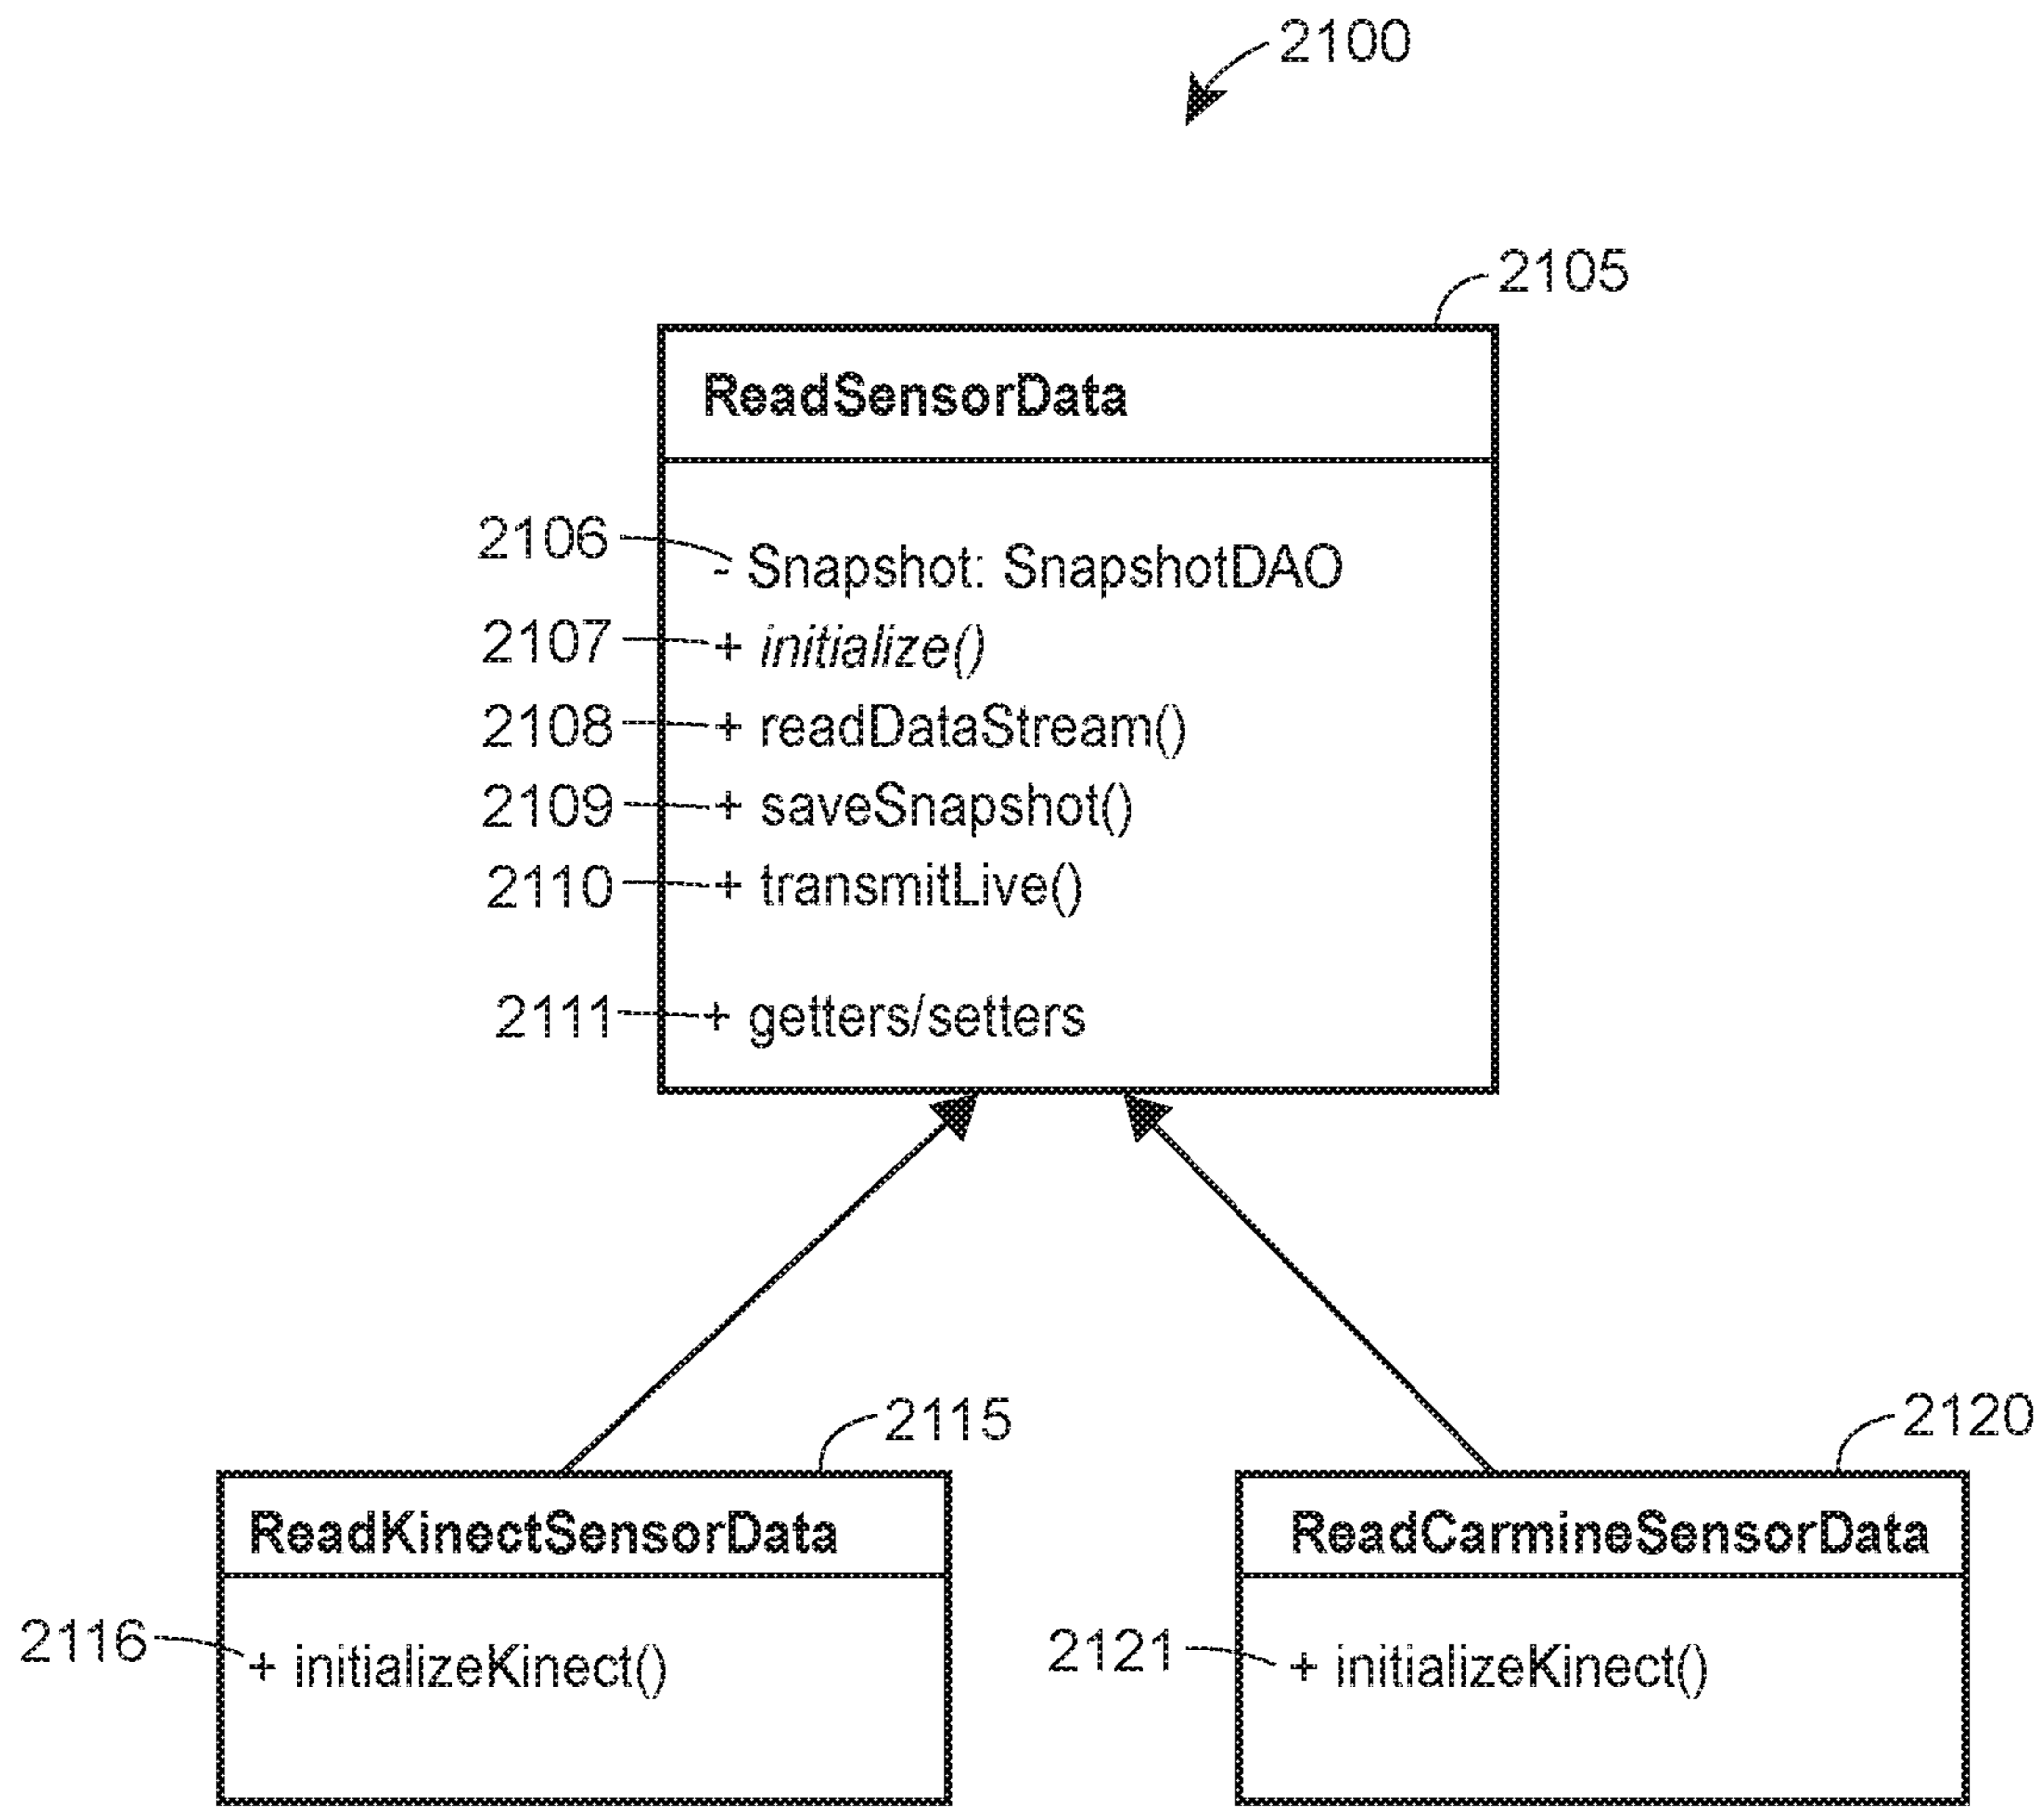 2100
2105
ReadSensorData
2106 - Snapshot: SnapshotDAO
2107 + initialize()
2108 + readDataStream()
2109 + saveSnapshot()
2110 + transmitLive()
2111 + getters/setters
2115
2120
ReadKinectSensorData
ReadCarmineSensorData
2116 + initializeKinect()
2121 + initializeKinect()